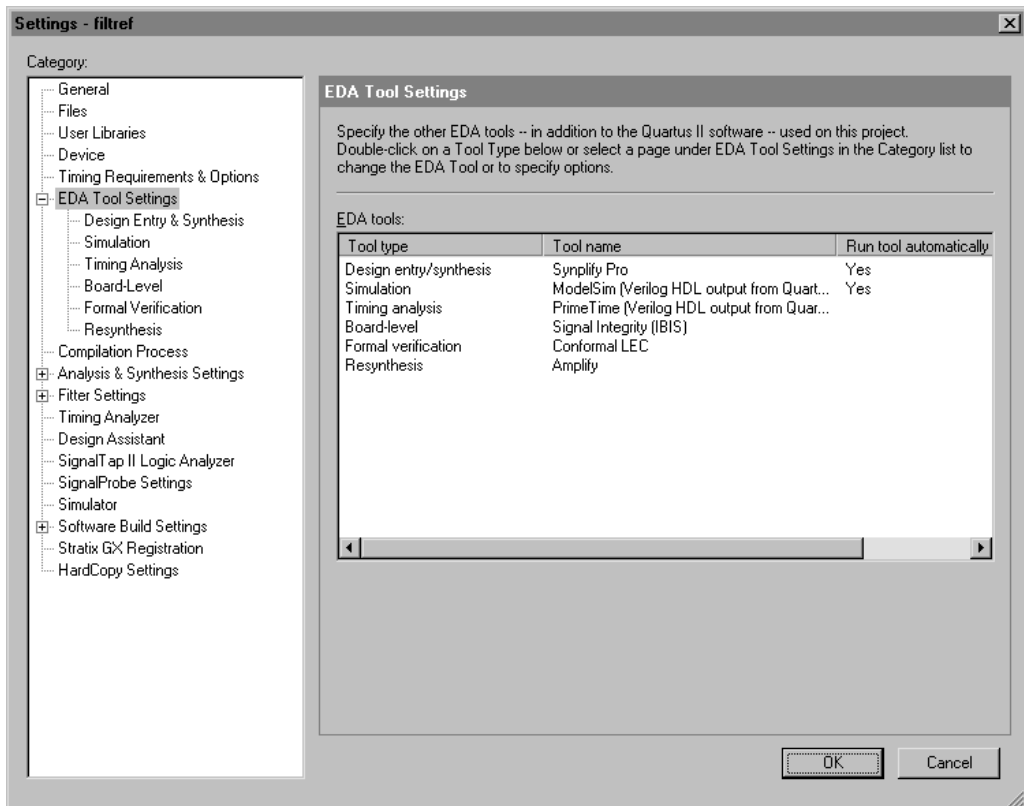 Settings - filtref
Category:
General
Files
User Libraries
Device
Timing Requirements & Options
EDA Tool Settings
Design Entry & Synthesis
Simulation
Timing Analysis
Board-Level
Formal Verification
Resynthesis
Compilation Process
Analysis & Synthesis Settings
Fitter Settings
Timing Analyzer
Design Assistant
SignalTap II Logic Analyzer
SignalProbe Settings
Simulator
Software Build Settings
Stratix GX Registration
HardCopy Settings
EDA Tool Settings
Specify the other EDA tools -- in addition to the Quartus II software -- used on this project.
Double-click on a Tool Type below or select a page under EDA Tool Settings in the Category list to
change the EDA Tool or to specify options.
EDA tools:
Tool type Tool name Run tool automatically
Design entry/synthesis Synplify Pro Yes
Simulation ModelSim (Verilog HDL output from Quart... Yes
Timing analysis PrimeTime (Verilog HDL output from Quar...
Board-level Signal Integrity (IBIS)
Formal verification Conformal LEC
Resynthesis Amplify
OK Cancel